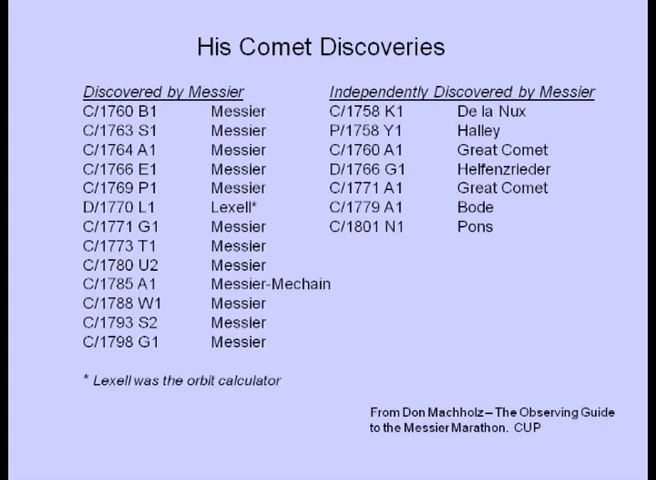 His Comet Discoveries
Discovered by Messier
C/1760 B1 Messier
C/1763 S1 Messier
C/1764 A1 Messier
C/1766 E1 Messier
C/1769 P1 Messier
D/1770 L1 Lexell*
C/1771 G1 Messier
C/1773 T1 Messier
C/1780 U2 Messier
C/1785 A1 Messier-Mechain
C/1788 W1 Messier
C/1793 S2 Messier
C/1798 G1 Messier
* Lexell was the orbit calculator
Independently Discovered by Messier
C/1758 K1 De la Nux
P/1758 Y1 Halley
C/1760 A1 Great Comet
D/1766 G1 Helfenzrieder
C/1771 A1 Great Comet
C/1779 A1 Bode
C/1801 N1 Pons
From Don Machholz – The Observing Guide
to the Messier Marathon. CUP